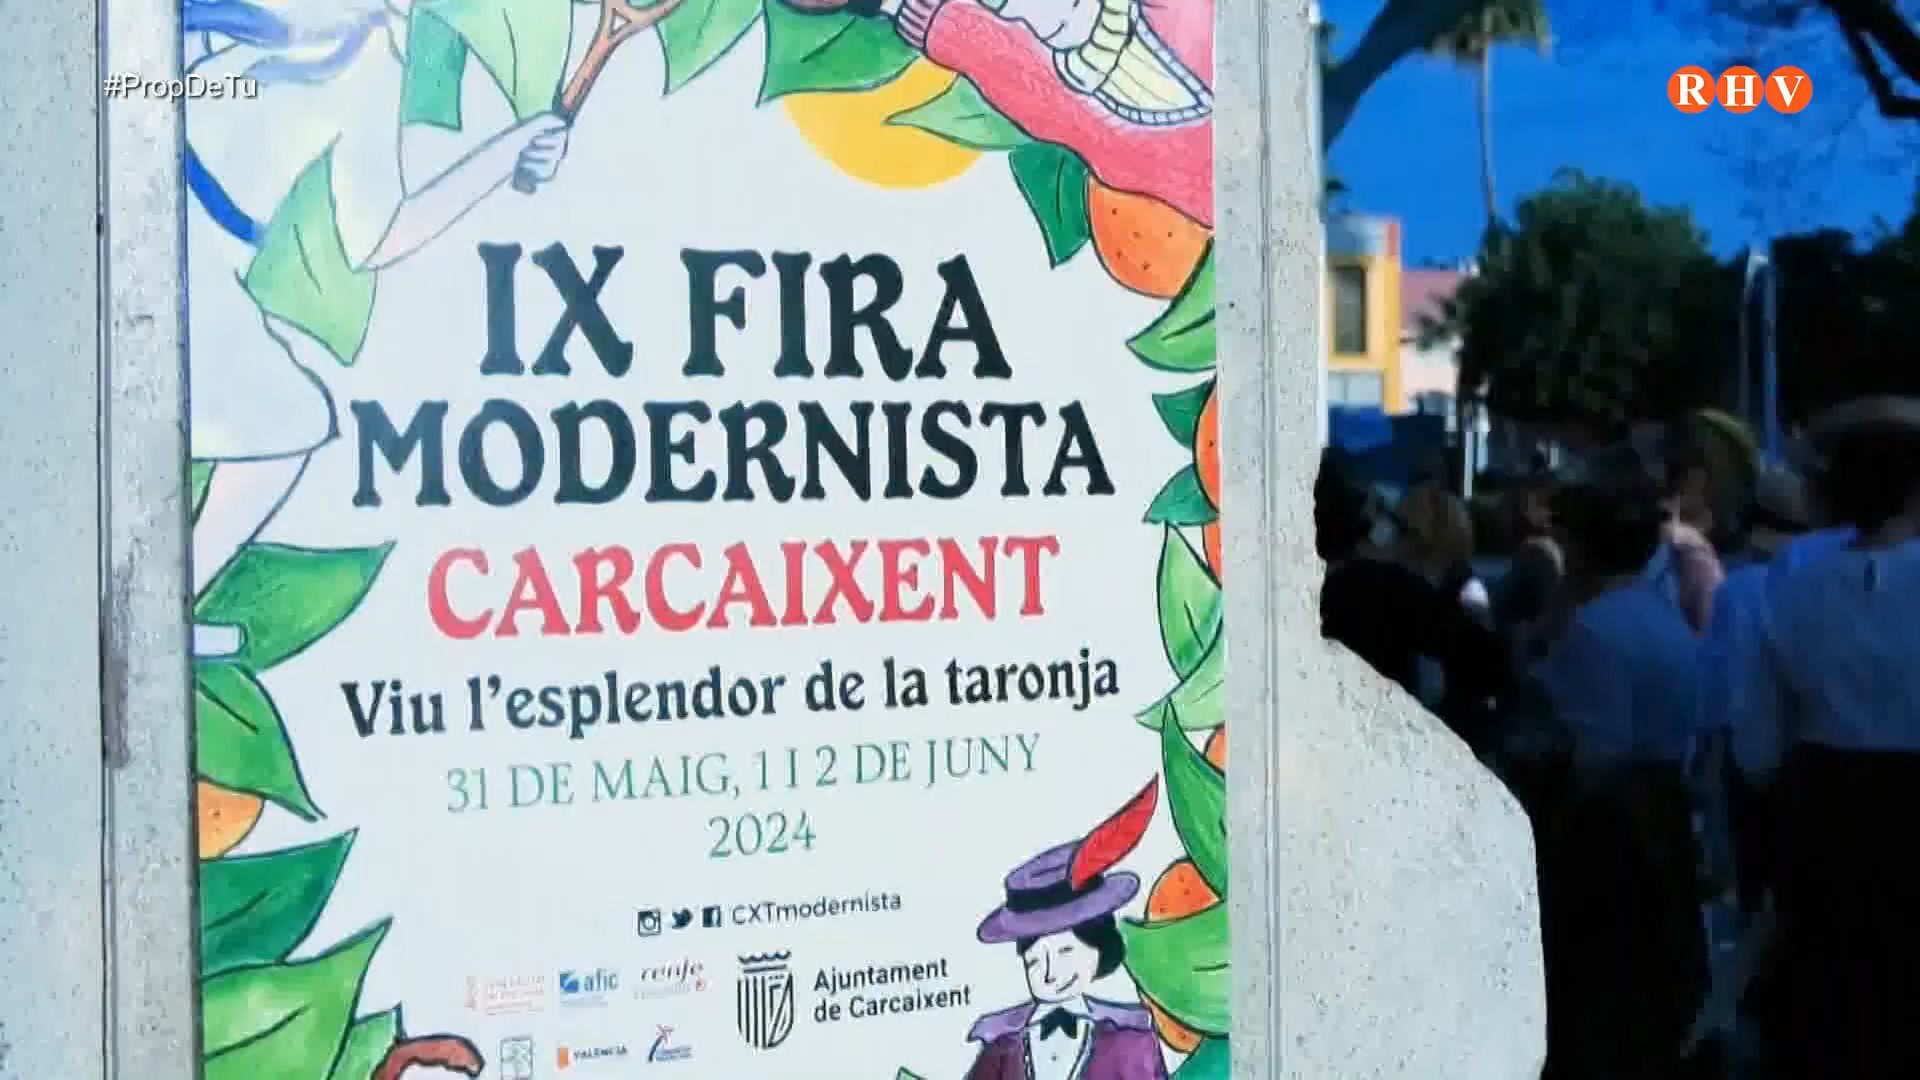 #PropDeTu
RHV
IX FIRA
MODERNISTA
CARCAIXENT
Viu l'esplendor de la taronja
31 DE MAIG, 1 I 2 DE JUNY
2024
CXTmodernista
afic
renfe
Ajuntament
de Carcaixent
VALÈNCIA